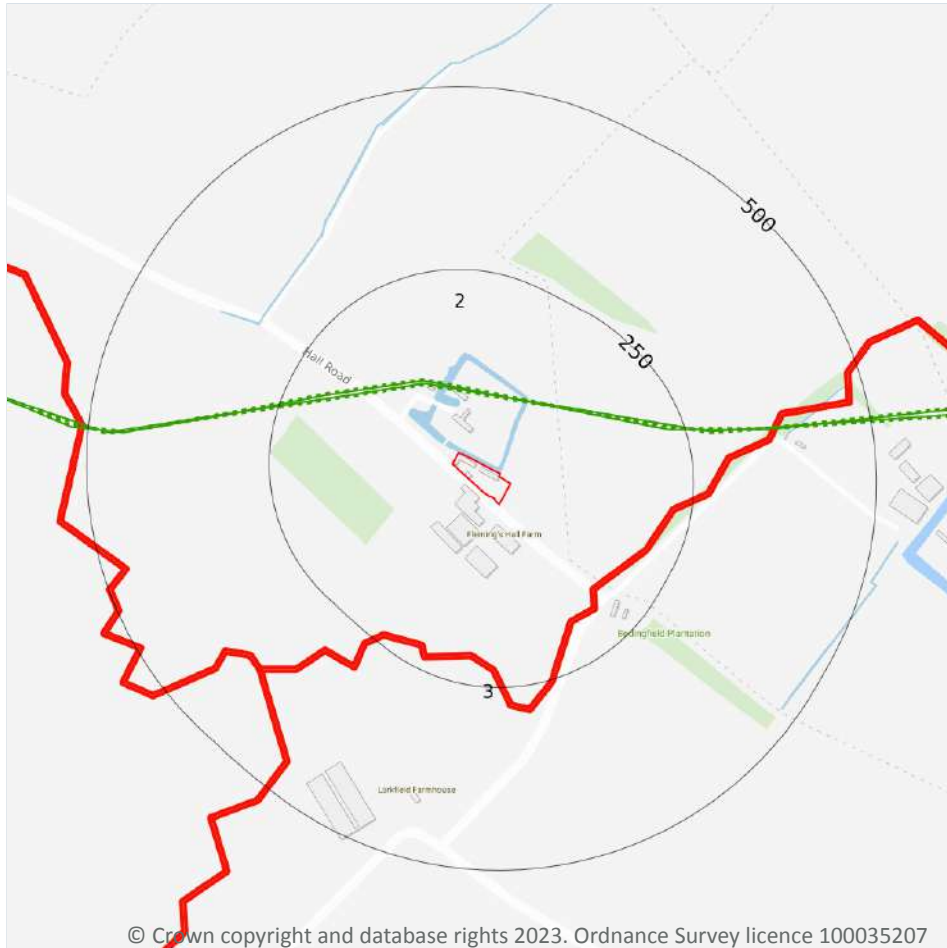 500
2
250
Hall Road
Fleming's Hall Farm
Bedingfield Plantation
3
Larkfield Farmhouse
© Crown copyright and database rights 2023. Ordnance Survey licence 100035207